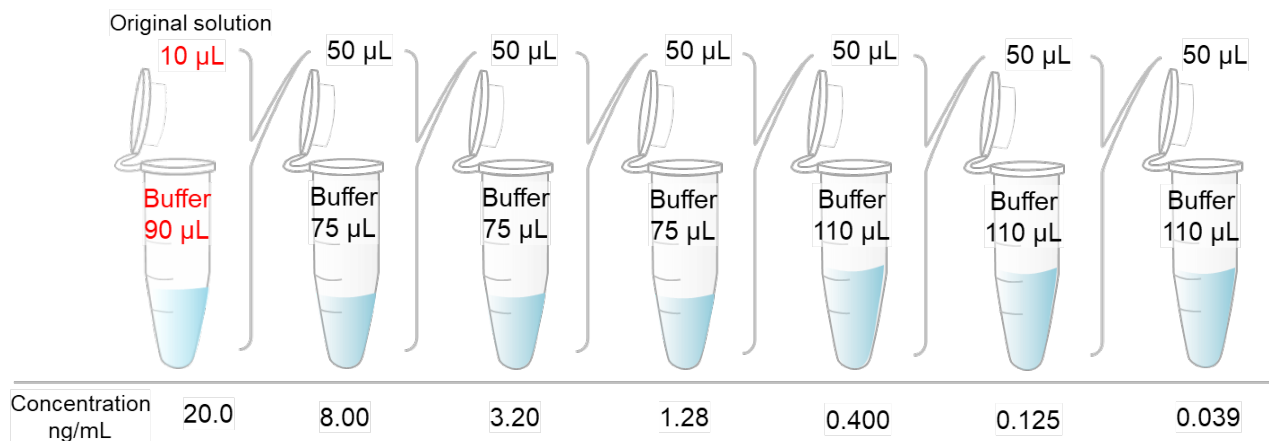 Original solution
10 µL
50 µL
50 µL
50 µL
50 µL
50 µL
50 µL
Buffer
90 µL
Buffer
75 µL
Buffer
75 µL
Buffer
75 µL
Buffer
110 µL
Buffer
110 µL
Buffer
110 µL
Concentration
ng/mL
20.0
8.00
3.20
1.28
0.400
0.125
0.039